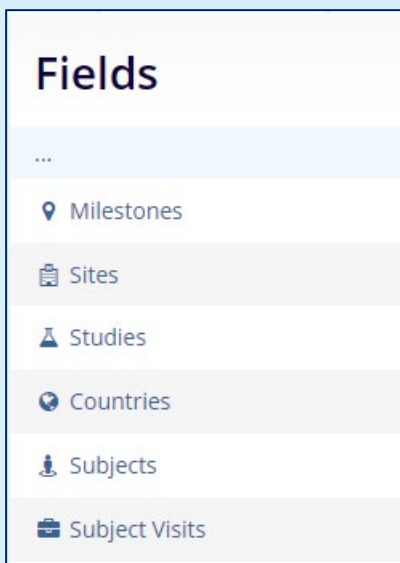 Fields
...
Milestones
Sites
Studies
Countries
Subjects
Subject Visits